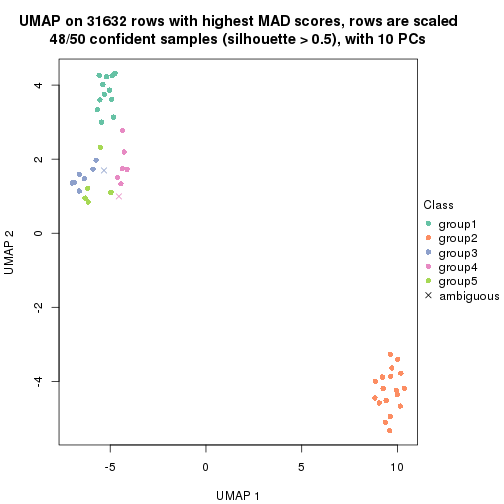 UMAP on 31632 rows with highest MAD scores, rows are scaled
48/50 confident samples (silhouette > 0.5), with 10 PCs
4
2
0
-2
-4
UMAP 2
-5
0
5
10
UMAP 1
Class
group1
group2
group3
group4
group5
ambiguous